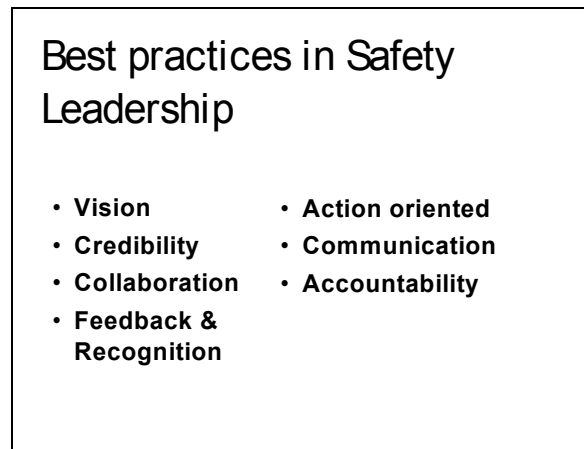 Best practices in Safety
Leadership
• Vision
• Credibility
• Collaboration
• Feedback &
Recognition
• Action oriented
• Communication
• Accountability